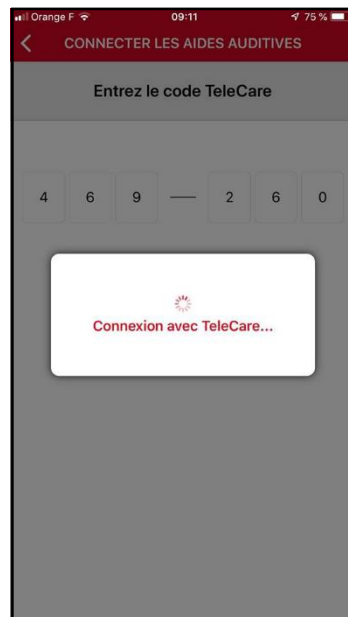 Orange F 09:11 75 %
CONNECTER LES AIDES AUDITIVES
Entrez le code TeleCare
4 6 9 — 2 6 0
Connexion avec TeleCare...